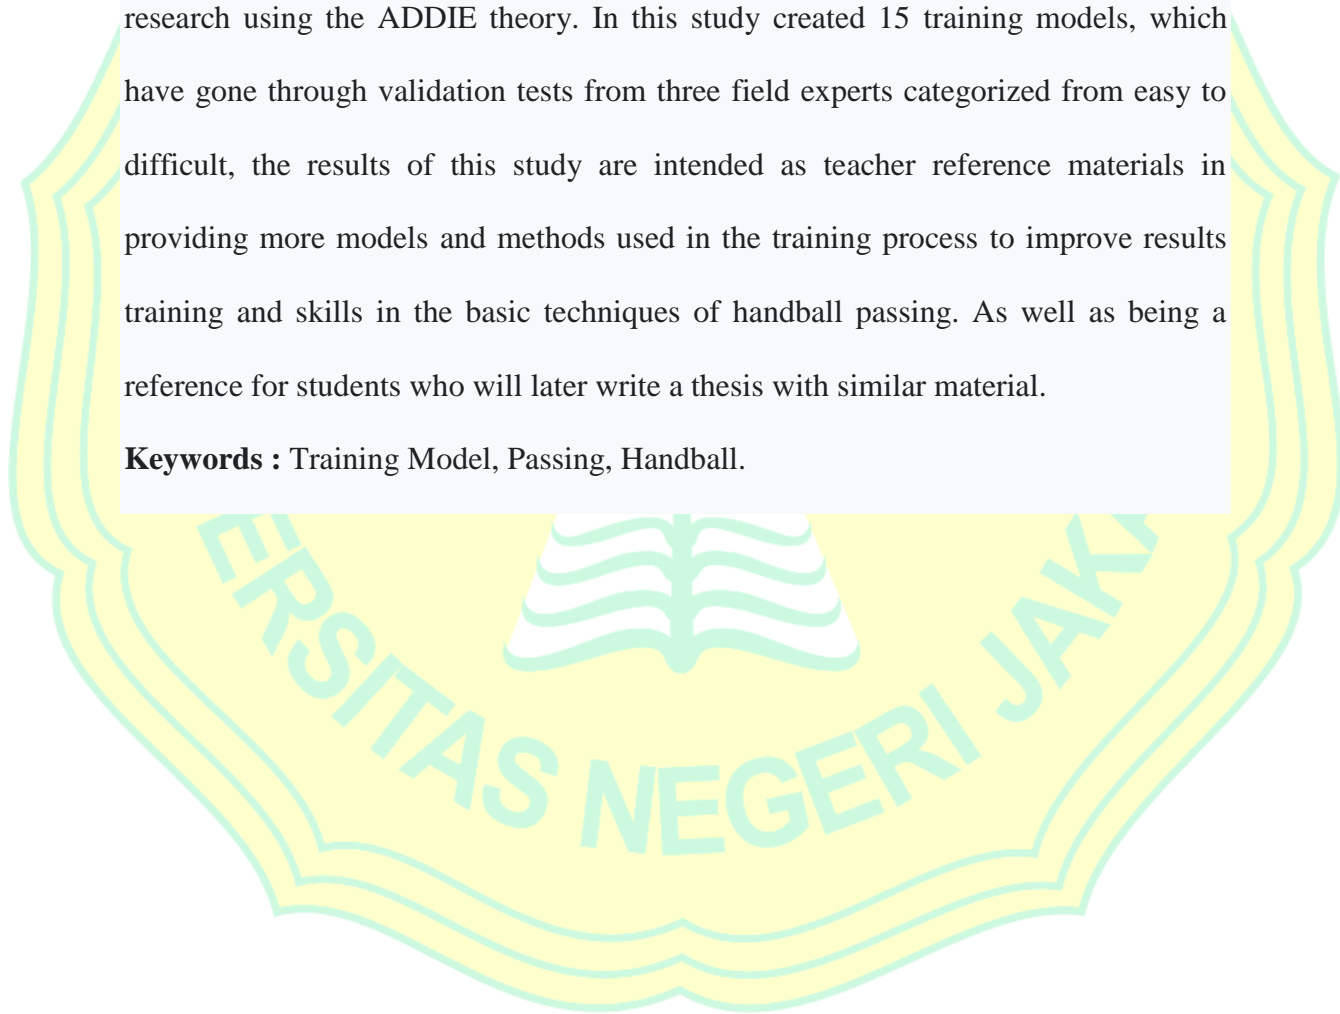 research using the ADDIE theory. In this study created 15 training models, which
have gone through validation tests from three field experts categorized from easy to
difficult, the results of this study are intended as teacher reference materials in
providing more models and methods used in the training process to improve results
training and skills in the basic techniques of handball passing. As well as being a
reference for students who will later write a thesis with similar material.
Keywords : Training Model, Passing, Handball.
ERSITAS NEGERI JAK